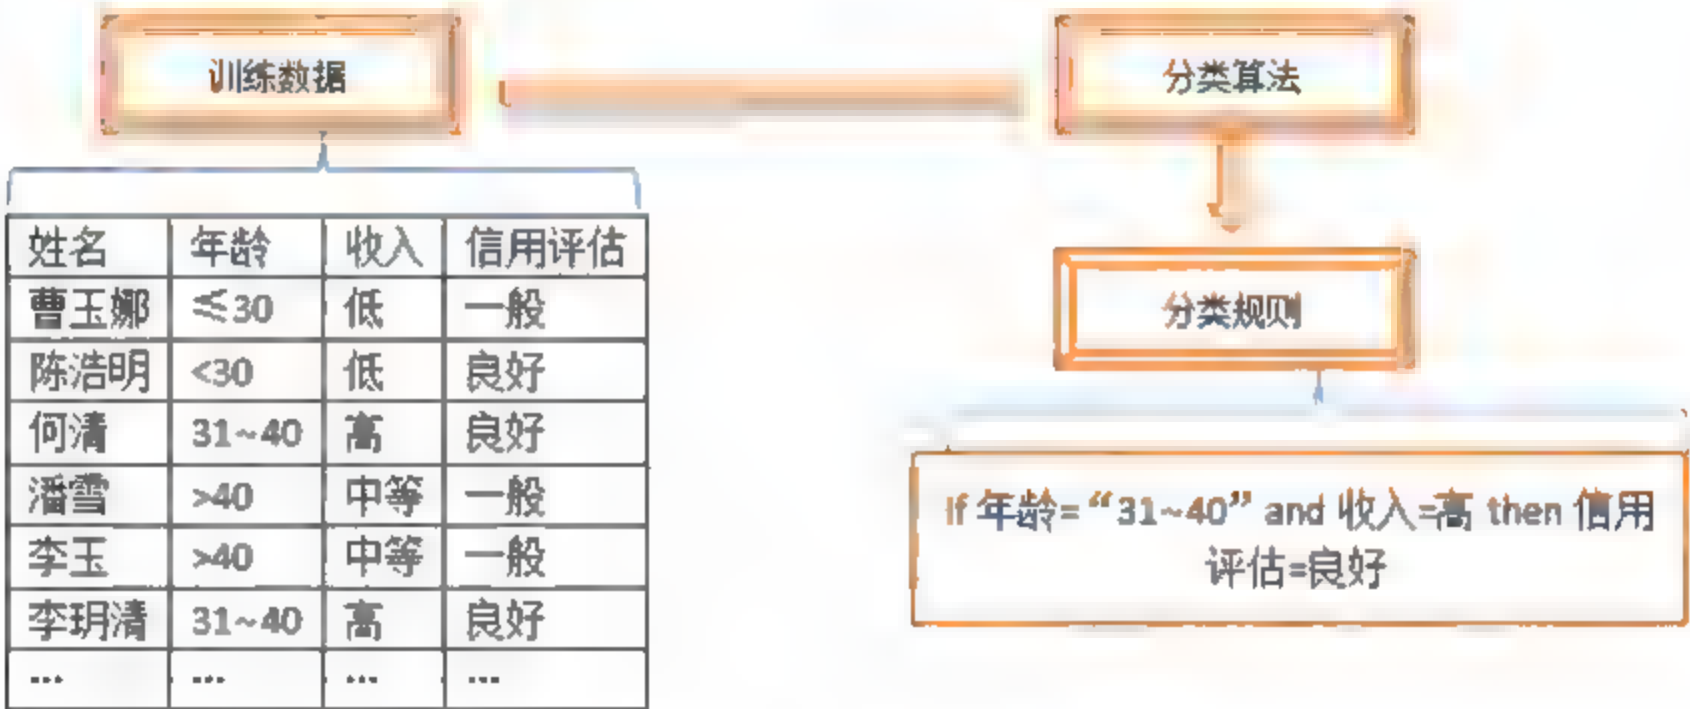 训练数据
分类算法
姓名 年龄 收入 信用评估
曹玉娜 ≤30 低 一般
陈浩明 <30 低 良好
何清 31~40 高 良好
潘雪 >40 中等 一般
李玉 >40 中等 一般
李玥清 31~40 高 良好
... ... ... ...
分类规则
If 年龄=“31~40” and 收入=高 then 信用
评估=良好